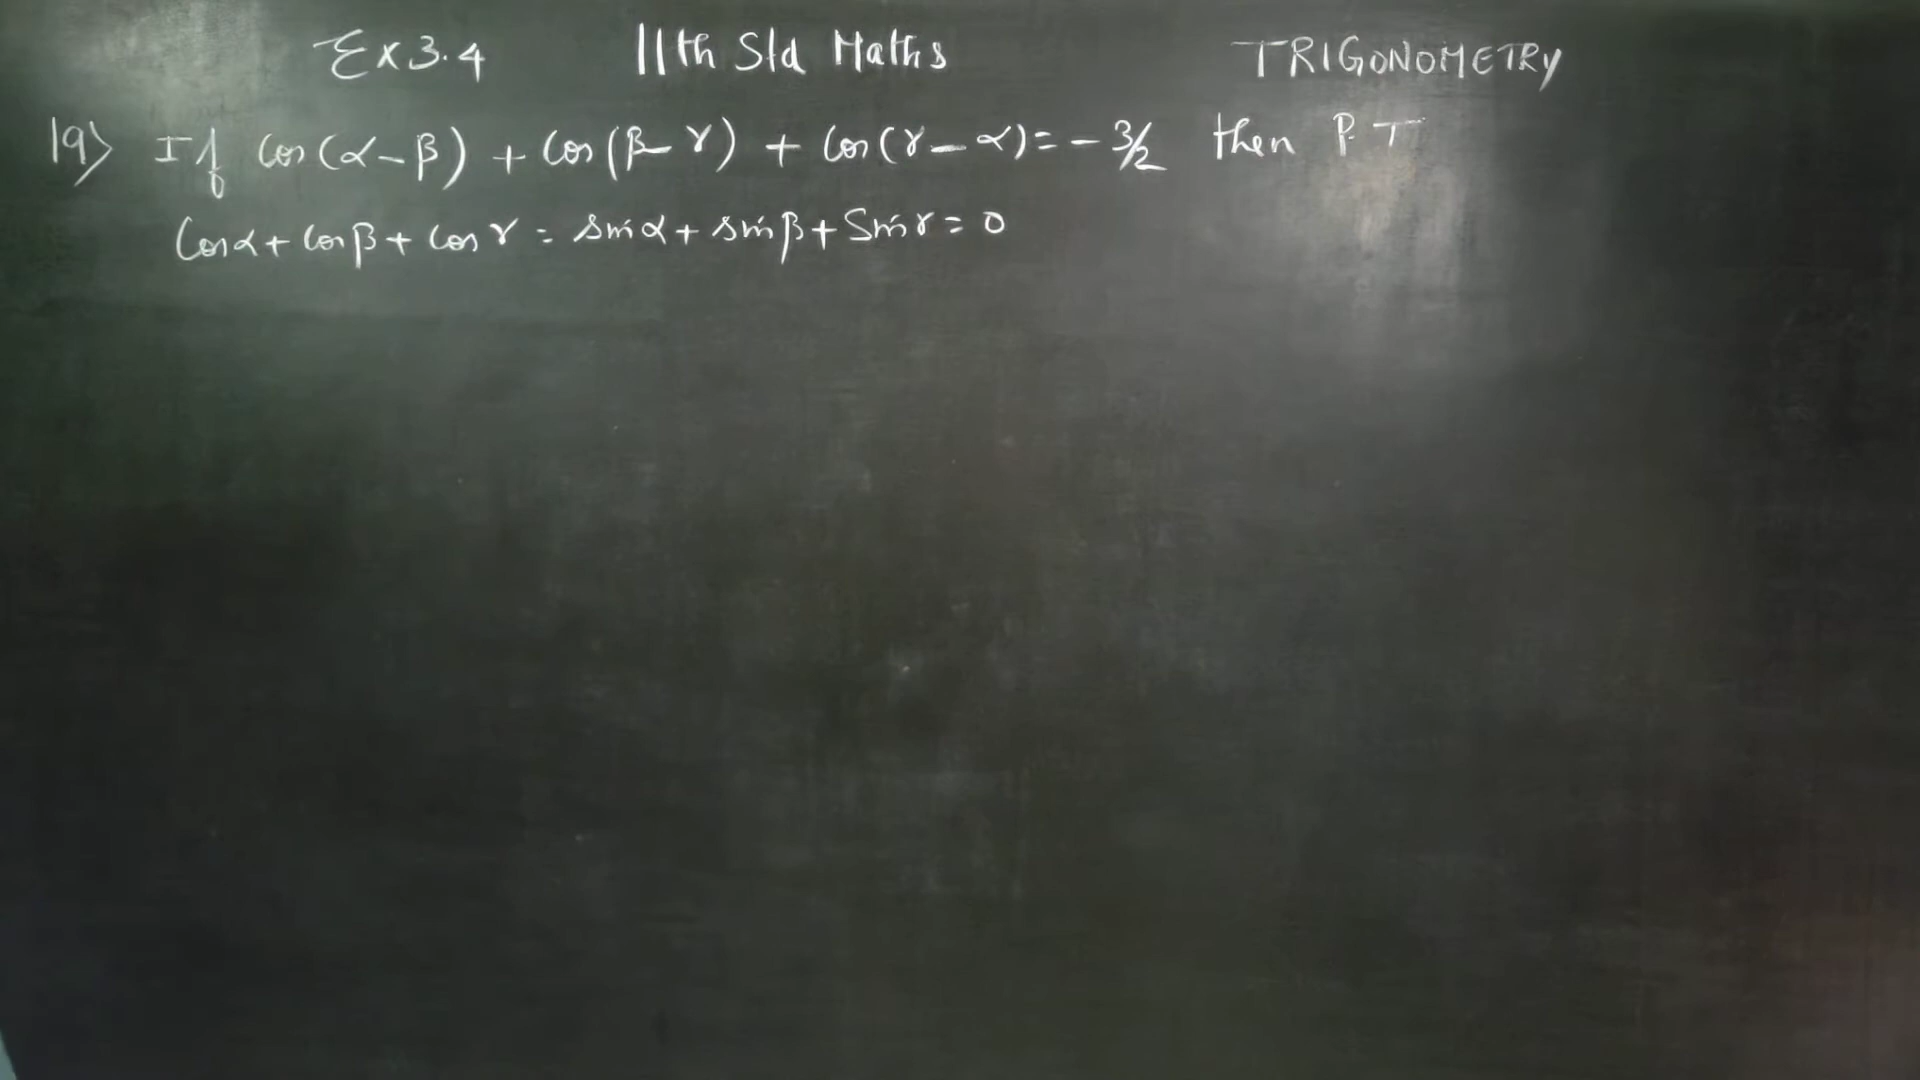 Ex 3.4 11th Std Maths TRIGONOMETRY
19) If cos(α-β) + cos(β-γ) + cos(γ-α) = -3/2 then P.T
cosα + cosβ + cosγ = sinα + sinβ + sinγ = 0